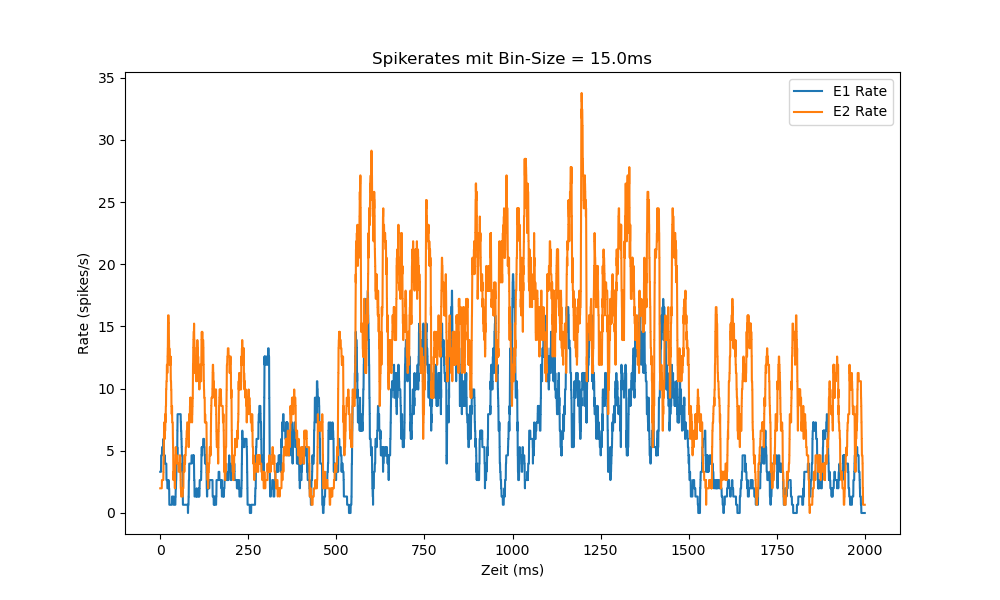 Spikerates mit Bin-Size = 15.0ms
E1 Rate
E2 Rate
Rate (spikes/s)
35
30
25
20
15
10
5
0
0 250 500 750 1000 1250 1500 1750 2000
Zeit (ms)